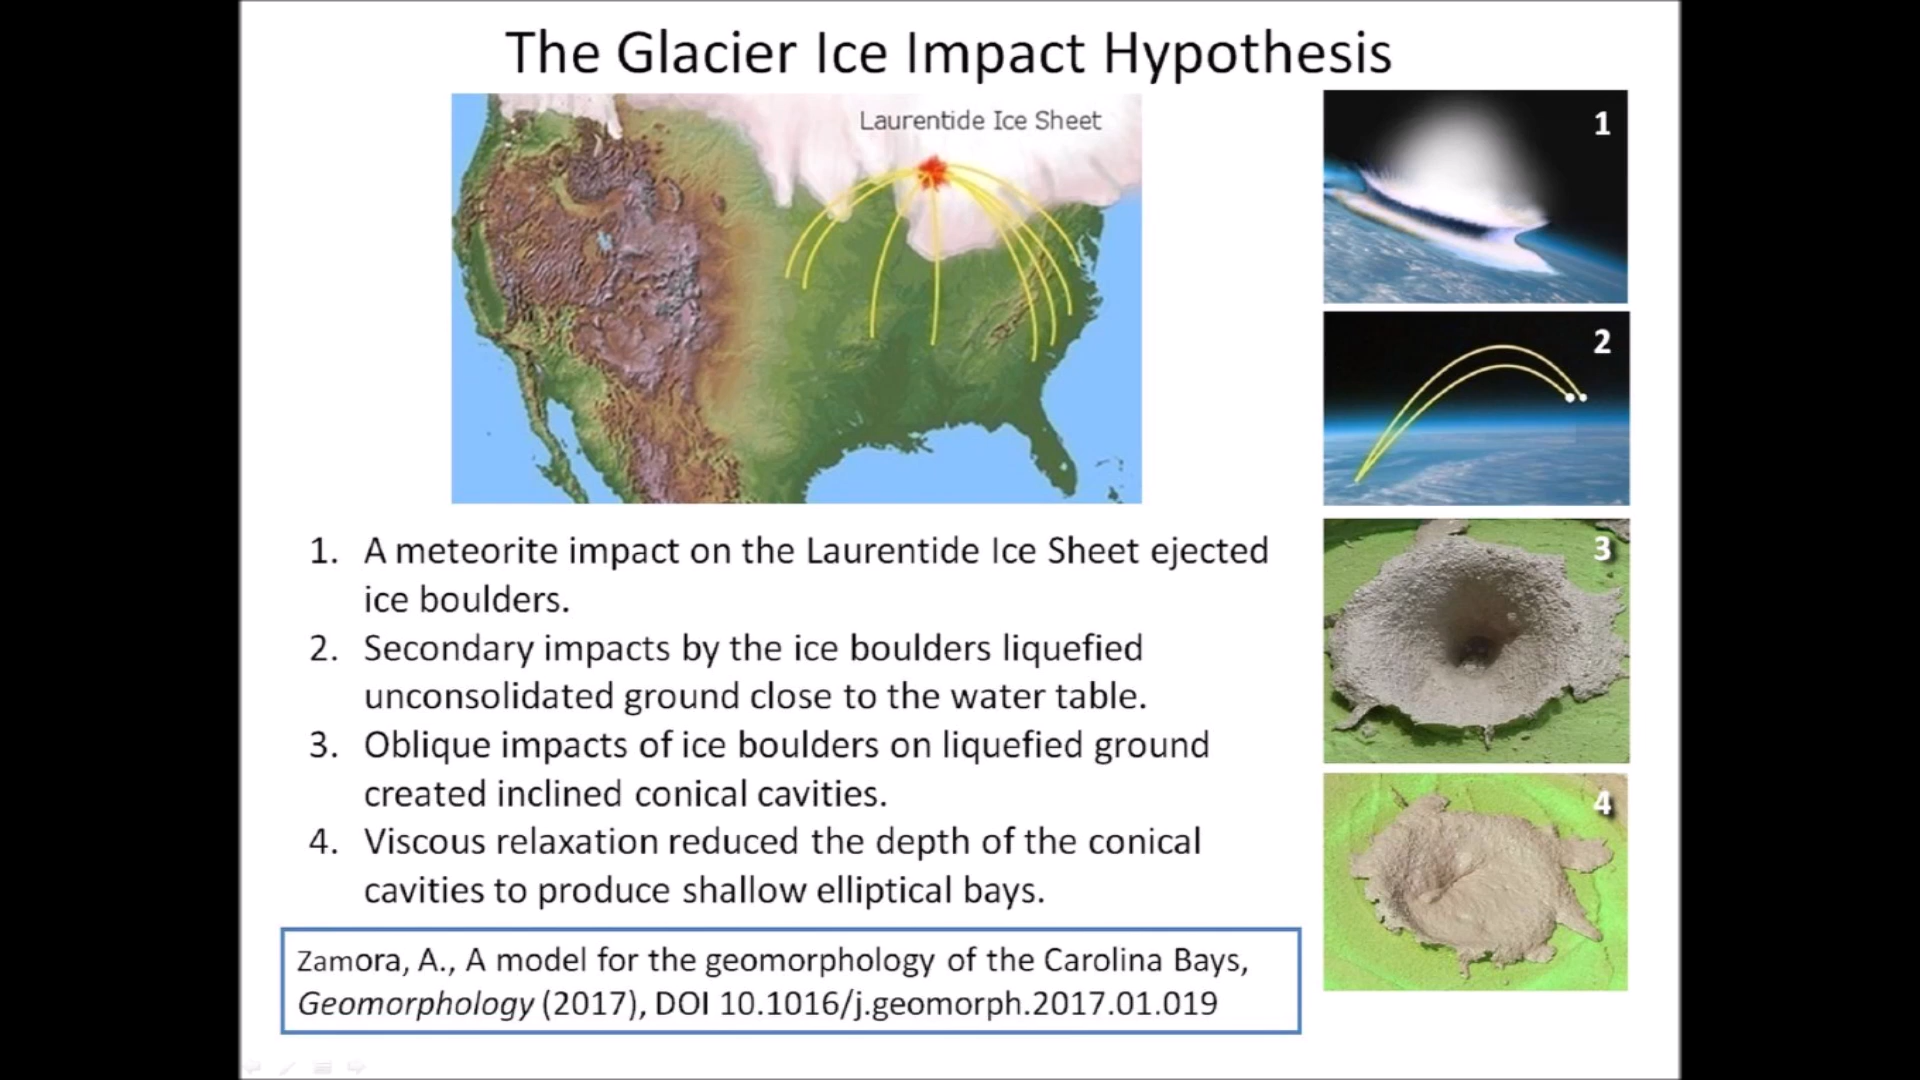 The Glacier Ice Impact Hypothesis
Laurentide Ice Sheet
1
2
3
4
1. A meteorite impact on the Laurentide Ice Sheet ejected
ice boulders.
2. Secondary impacts by the ice boulders liquefied
unconsolidated ground close to the water table.
3. Oblique impacts of ice boulders on liquefied ground
created inclined conical cavities.
4. Viscous relaxation reduced the depth of the conical
cavities to produce shallow elliptical bays.
Zamora, A., A model for the geomorphology of the Carolina Bays,
Geomorphology (2017), DOI 10.1016/j.geomorph.2017.01.019